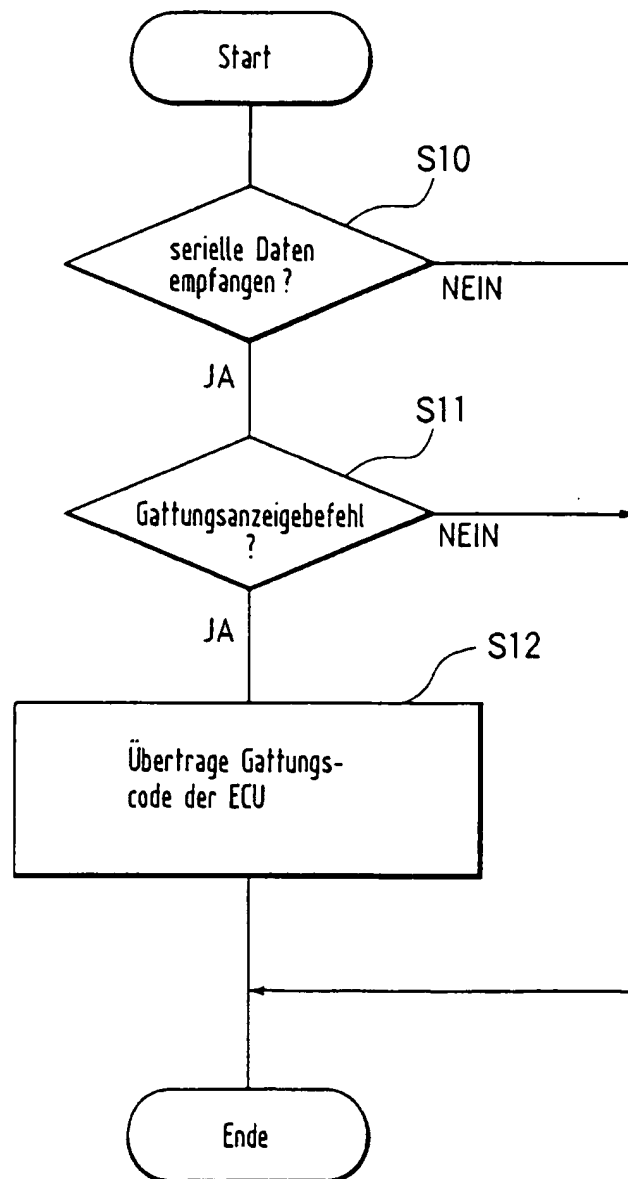 Start
S10
serielle Daten
empfangen ?
NEIN
JA
S11
Gattungsanzeigebefehl
?
NEIN
JA
S12
Übertrage Gattungs-
code der ECU
Ende